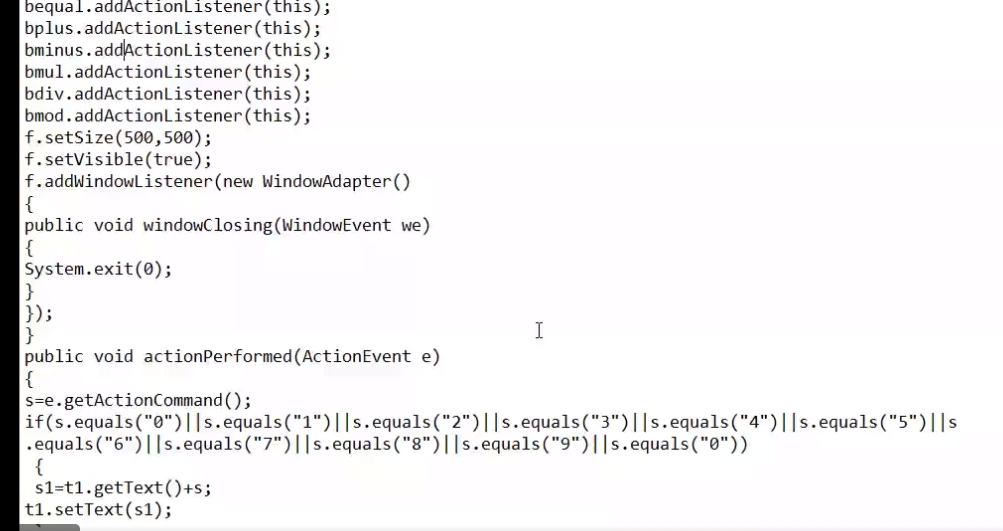 bequal.addActionListener(this);
bplus.addActionListener(this);
bminus.addActionListener(this);
bmul.addActionListener(this);
bdiv.addActionListener(this);
bmod.addActionListener(this);
f.setSize(500,500);
f.setVisible(true);
f.addWindowListener(new WindowAdapter()
{
public void windowClosing(WindowEvent we)
{
System.exit(0);
}
});
}
public void actionPerformed(ActionEvent e)
{
s=e.getActionCommand();
if(s.equals("0")||s.equals("1")||s.equals("2")||s.equals("3")||s.equals("4")||s.equals("5")||s
.equals("6")||s.equals("7")||s.equals("8")||s.equals("9")||s.equals("0"))
{
s1=t1.getText()+s;
t1.setText(s1);